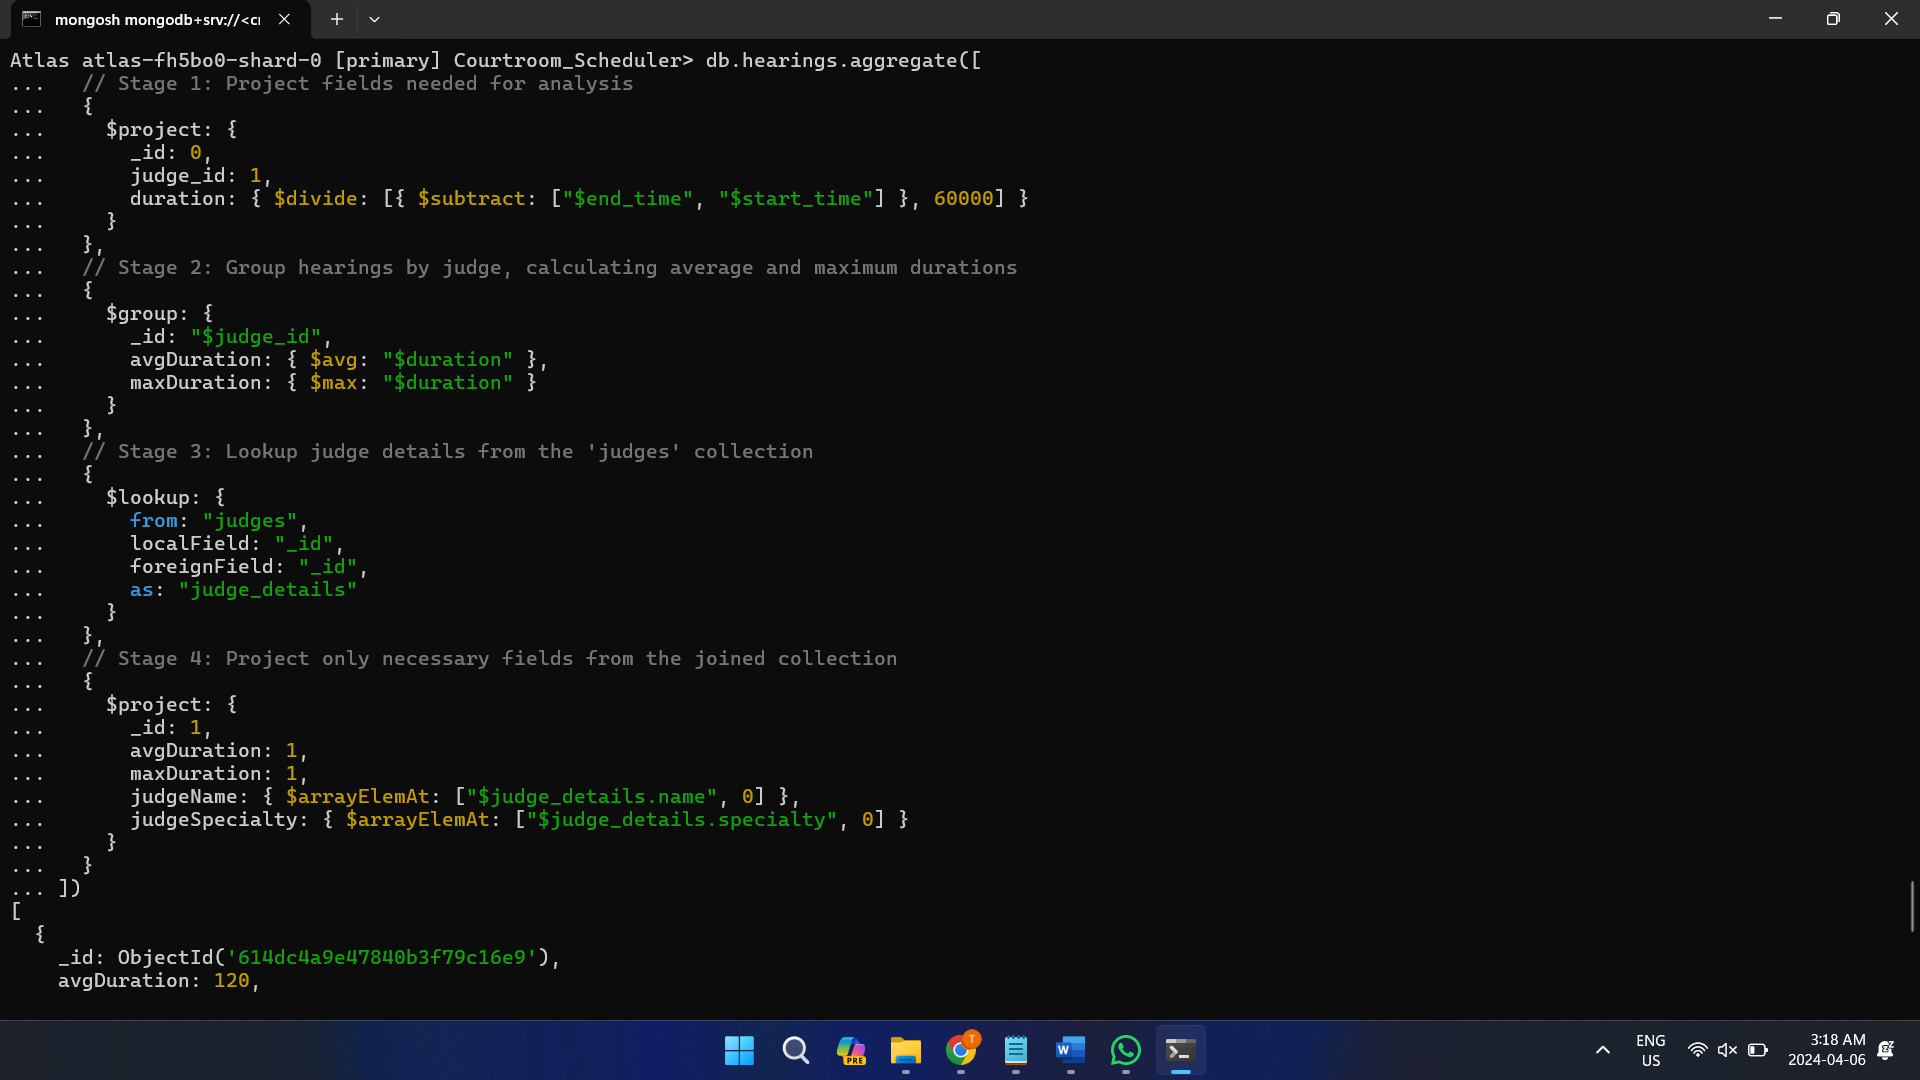 mongosh mongodb+srv://<cr
Atlas atlas-fh5bo0-shard-0 [primary] Courtroom_Scheduler> db.hearings.aggregate([
...   // Stage 1: Project fields needed for analysis
...   {
...     $project: {
...       _id: 0,
...       judge_id: 1,
...       duration: { $divide: [{ $subtract: ["$end_time", "$start_time"] }, 60000] }
...     }
...   },
...   // Stage 2: Group hearings by judge, calculating average and maximum durations
...   {
...     $group: {
...       _id: "$judge_id",
...       avgDuration: { $avg: "$duration" },
...       maxDuration: { $max: "$duration" }
...     }
...   },
...   // Stage 3: Lookup judge details from the 'judges' collection
...   {
...     $lookup: {
...       from: "judges",
...       localField: "_id",
...       foreignField: "_id",
...       as: "judge_details"
...     }
...   },
...   // Stage 4: Project only necessary fields from the joined collection
...   {
...     $project: {
...       _id: 1,
...       avgDuration: 1,
...       maxDuration: 1,
...       judgeName: { $arrayElemAt: ["$judge_details.name", 0] },
...       judgeSpecialty: { $arrayElemAt: ["$judge_details.specialty", 0] }
...     }
...   }
... ])
[
  {
    _id: ObjectId('614dc4a9e47840b3f79c16e9'),
    avgDuration: 120,
PRE
T
W
ENG
US
3:18 AM
2024-04-06